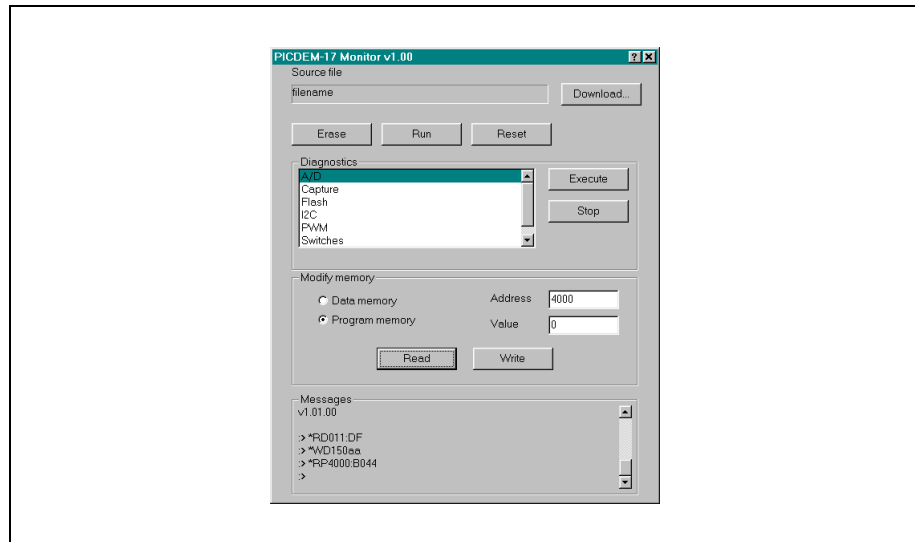 PICDEM-17 Monitor v1.00
Source file
filename
Download...
Erase Run Reset
Diagnostics
A/D
Capture
Flash
I2C
PWM
Switches
Execute
Stop
Modify memory
Data memory
Program memory
Address 4000
Value 0
Read Write
Messages
v1.01.00
:> *RD011:DF
:> *WD150aa
:> *RP4000:B044
:>